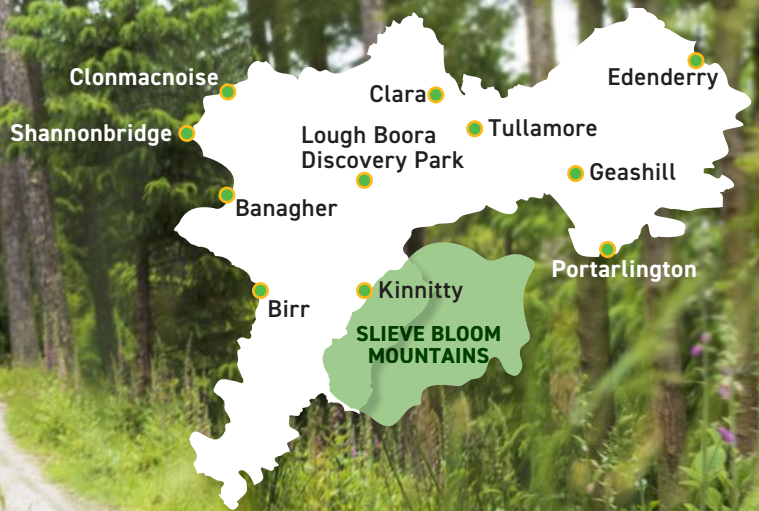 Clonmacnoise
Edenderry
Clara
Shannonbridge
Lough Boora
Discovery Park
Tullamore
Geashill
Banagher
Portarlington
Kinnitty
Birr
SLIEVE BLOOM
MOUNTAINS